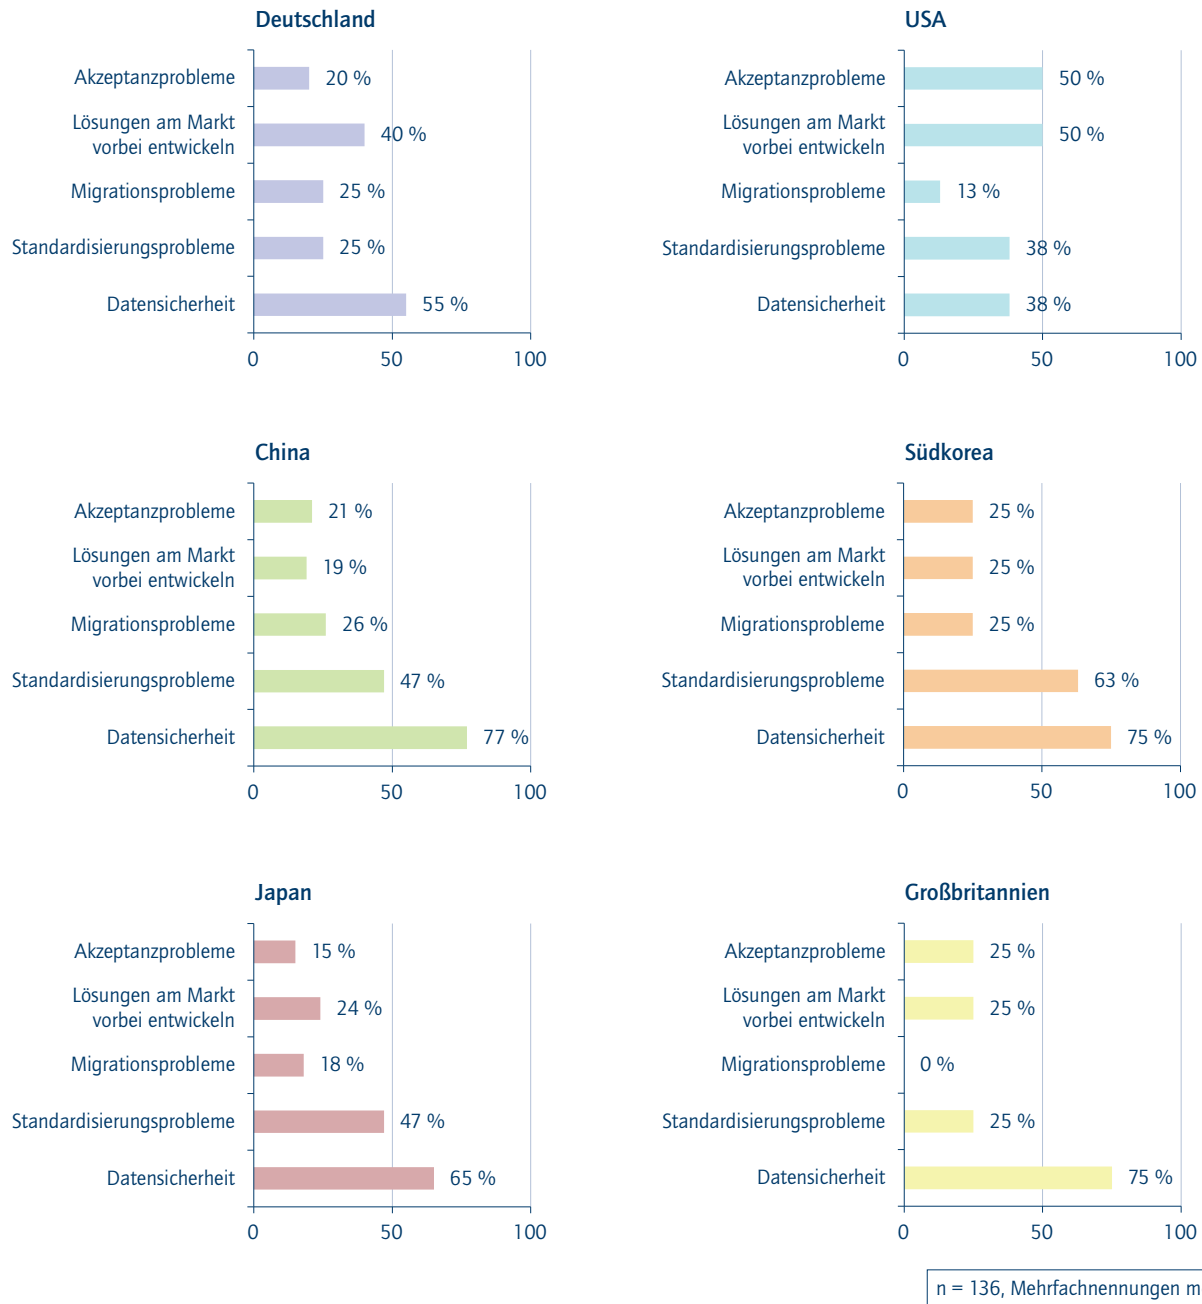 Deutschland
Akzeptanzprobleme
20 %
Lösungen am Markt
vorbei entwickeln
40 %
Migrationsprobleme
25 %
Standardisierungsprobleme
25 %
Datensicherheit
55 %
0
50
100
USA
Akzeptanzprobleme
50 %
Lösungen am Markt
vorbei entwickeln
50 %
Migrationsprobleme
13 %
Standardisierungsprobleme
38 %
Datensicherheit
38 %
0
50
100
China
Akzeptanzprobleme
21 %
Lösungen am Markt
vorbei entwickeln
19 %
Migrationsprobleme
26 %
Standardisierungsprobleme
47 %
Datensicherheit
77 %
0
50
100
Südkorea
Akzeptanzprobleme
25 %
Lösungen am Markt
vorbei entwickeln
25 %
Migrationsprobleme
25 %
Standardisierungsprobleme
63 %
Datensicherheit
75 %
0
50
100
Japan
Akzeptanzprobleme
15 %
Lösungen am Markt
vorbei entwickeln
24 %
Migrationsprobleme
18 %
Standardisierungsprobleme
47 %
Datensicherheit
65 %
0
50
100
Großbritannien
Akzeptanzprobleme
25 %
Lösungen am Markt
vorbei entwickeln
25 %
Migrationsprobleme
0 %
Standardisierungsprobleme
25 %
Datensicherheit
75 %
0
50
100
n = 136, Mehrfachnennungen m